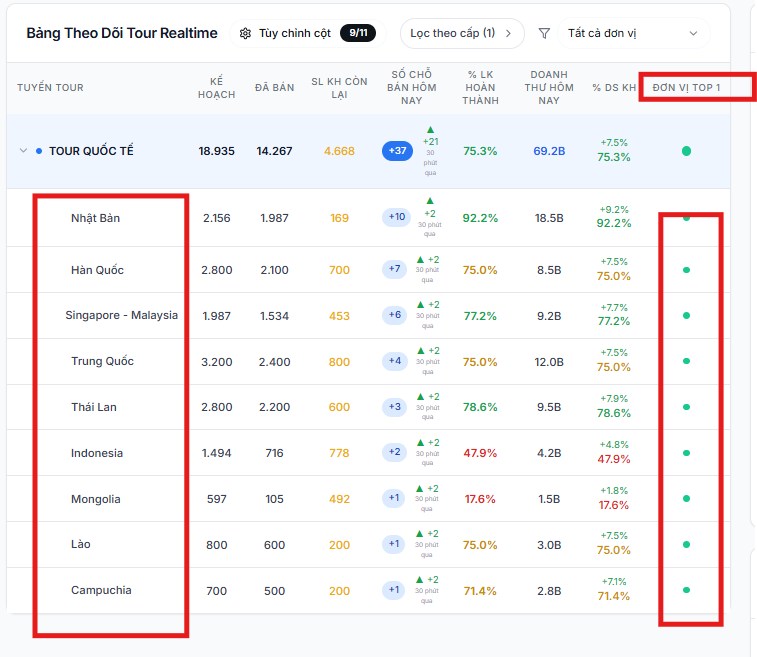 Bảng Theo Dõi Tour Realtime Tùy chỉnh cột 9/11 Lọc theo cấp (1) Tất cả đơn vị
TUYẾN TOUR KẾ HOẠCH ĐÃ BÁN SL KH CÒN LẠI SỐ CHỖ BÁN HÔM NAY % LK HOÀN THÀNH DOANH THU HÔM NAY % DS KH ĐƠN VỊ TOP 1
TOUR QUỐC TẾ 18.935 14.267 4.668 +37 ▲ +21 30 phút qua 75.3% 69.2B +7.5% 75.3%
Nhật Bản 2.156 1.987 169 +10 ▲ +2 30 phút qua 92.2% 18.5B +9.2% 92.2%
Hàn Quốc 2.800 2.100 700 +7 ▲ +2 30 phút qua 75.0% 8.5B +7.5% 75.0%
Singapore - Malaysia 1.987 1.534 453 +6 ▲ +2 30 phút qua 77.2% 9.2B +7.7% 77.2%
Trung Quốc 3.200 2.400 800 +4 ▲ +2 30 phút qua 75.0% 12.0B +7.5% 75.0%
Thái Lan 2.800 2.200 600 +3 ▲ +2 30 phút qua 78.6% 9.5B +7.9% 78.6%
Indonesia 1.494 716 778 +2 ▲ +2 30 phút qua 47.9% 4.2B +4.8% 47.9%
Mongolia 597 105 492 +1 ▲ +2 30 phút qua 17.6% 1.5B +1.8% 17.6%
Lào 800 600 200 +1 ▲ +2 30 phút qua 75.0% 3.0B +7.5% 75.0%
Campuchia 700 500 200 +1 ▲ +2 30 phút qua 71.4% 2.8B +7.1% 71.4%